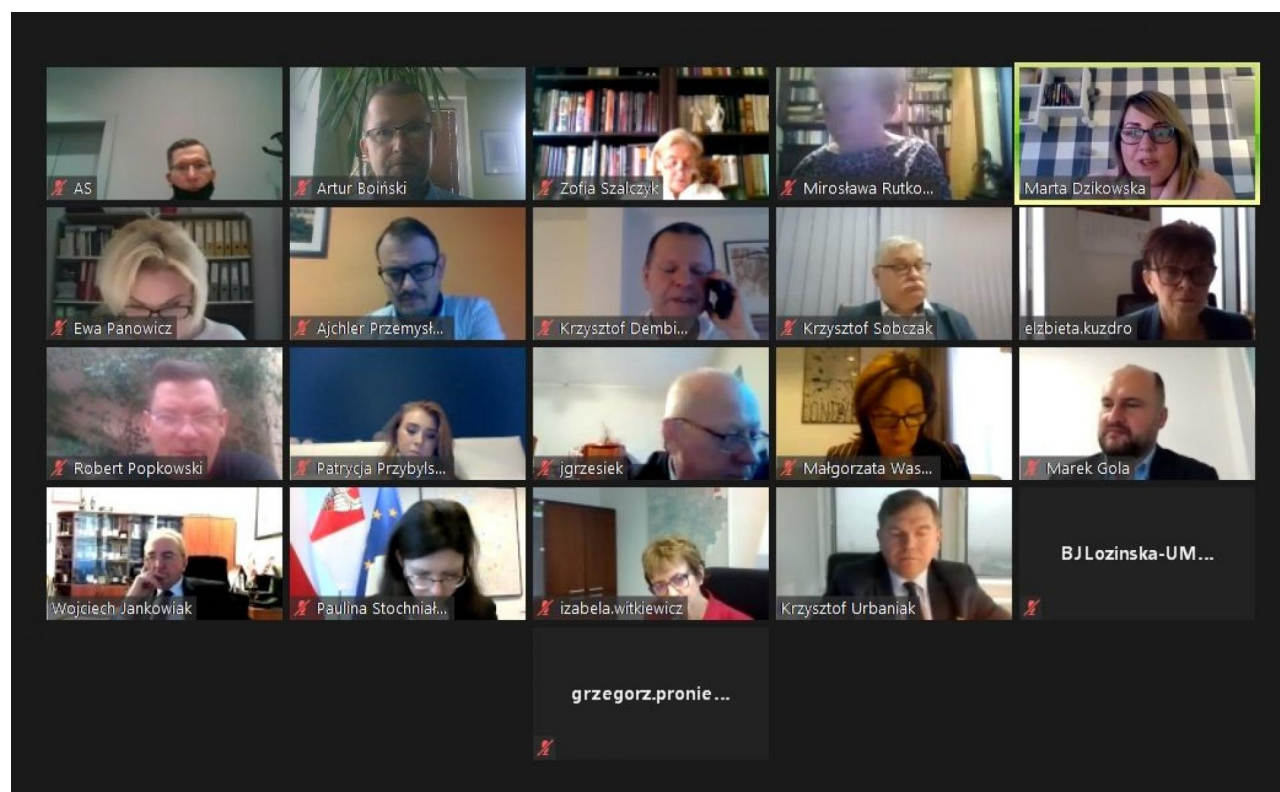 AS
Artur Boiński
Zofia Szalczyk
Mirosława Rutko...
Marta Dzikowska
Ewa Panowicz
Ajchler Przemysł...
Krzysztof Dembi...
Krzysztof Sobczak
elzbieta.kuzdro
Robert Popkowski
Patrycja Przybyls...
jgrzesiek
Małgorzata Was...
Marek Gola
Wojciech Jankowiak
Paulina Stochniał...
izabela.witkiewicz
Krzysztof Urbaniak
BJLozinska-UM...
grzegorz.pronie...